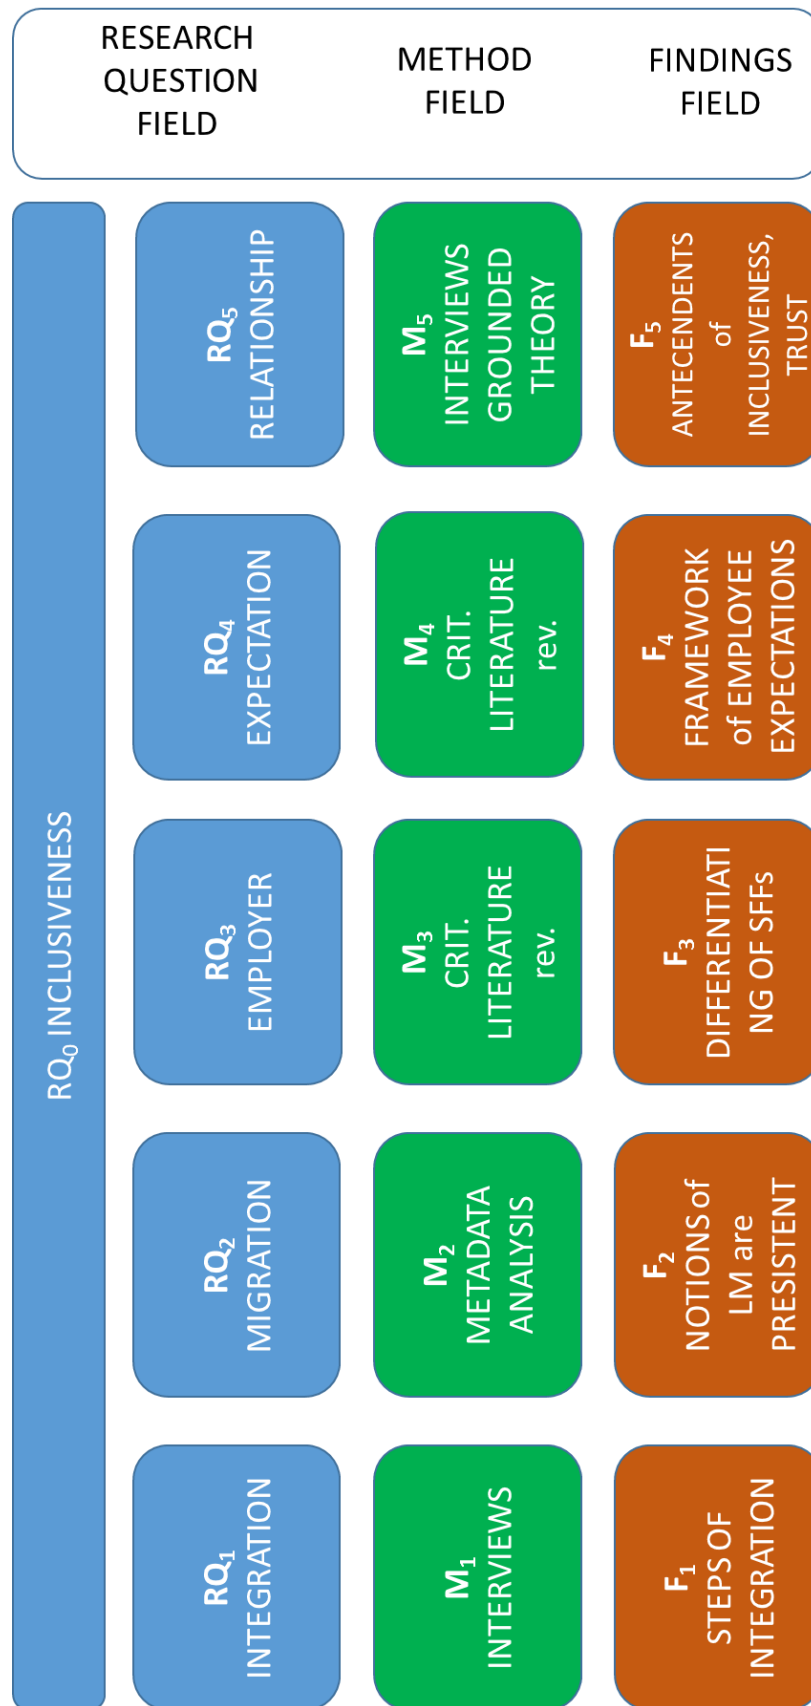 RESEARCH
QUESTION
FIELD
METHOD
FIELD
FINDINGS
FIELD
RQ₀ INCLUSIVENESS
RQ₁
INTEGRATION
RQ₂
MIGRATION
RQ₃
EMPLOYER
RQ₄
EXPECTATION
RQ₅
RELATIONSHIP
M₁
INTERVIEWS
M₂
METADATA
ANALYSIS
M₃
CRIT.
LITERATURE
rev.
M₄
CRIT.
LITERATURE
rev.
M₅
INTERVIEWS
GROUNDED
THEORY
F₁
STEPS OF
INTEGRATION
F₂
NOTIONS of
LM are
PRESISTENT
F₃
DIFFERENTIATI
NG OF SFFs
F₄
FRAMEWORK
of EMPLOYEE
EXPECTATIONS
F₅
ANTECENDENTS
of
INCLUSIVENESS,
TRUST